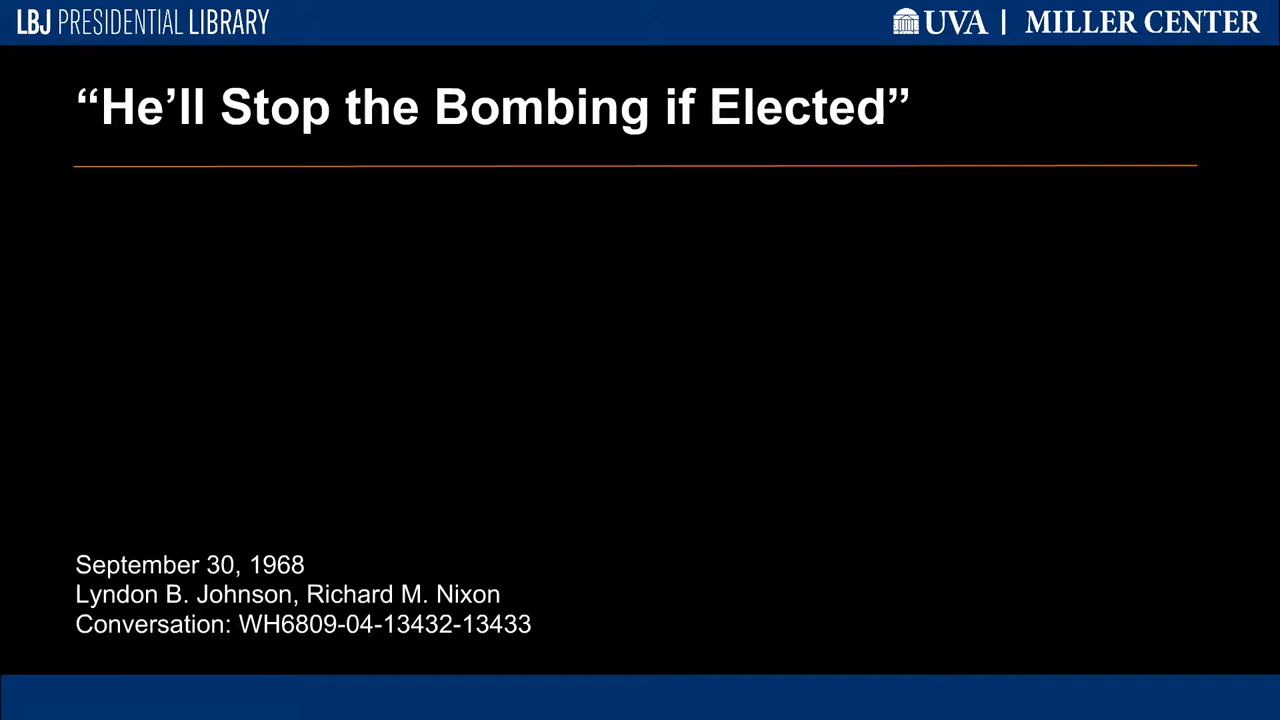 LBJ PRESIDENTIAL LIBRARY
UVA | MILLER CENTER
“He’ll Stop the Bombing if Elected”
September 30, 1968
Lyndon B. Johnson, Richard M. Nixon
Conversation: WH6809-04-13432-13433